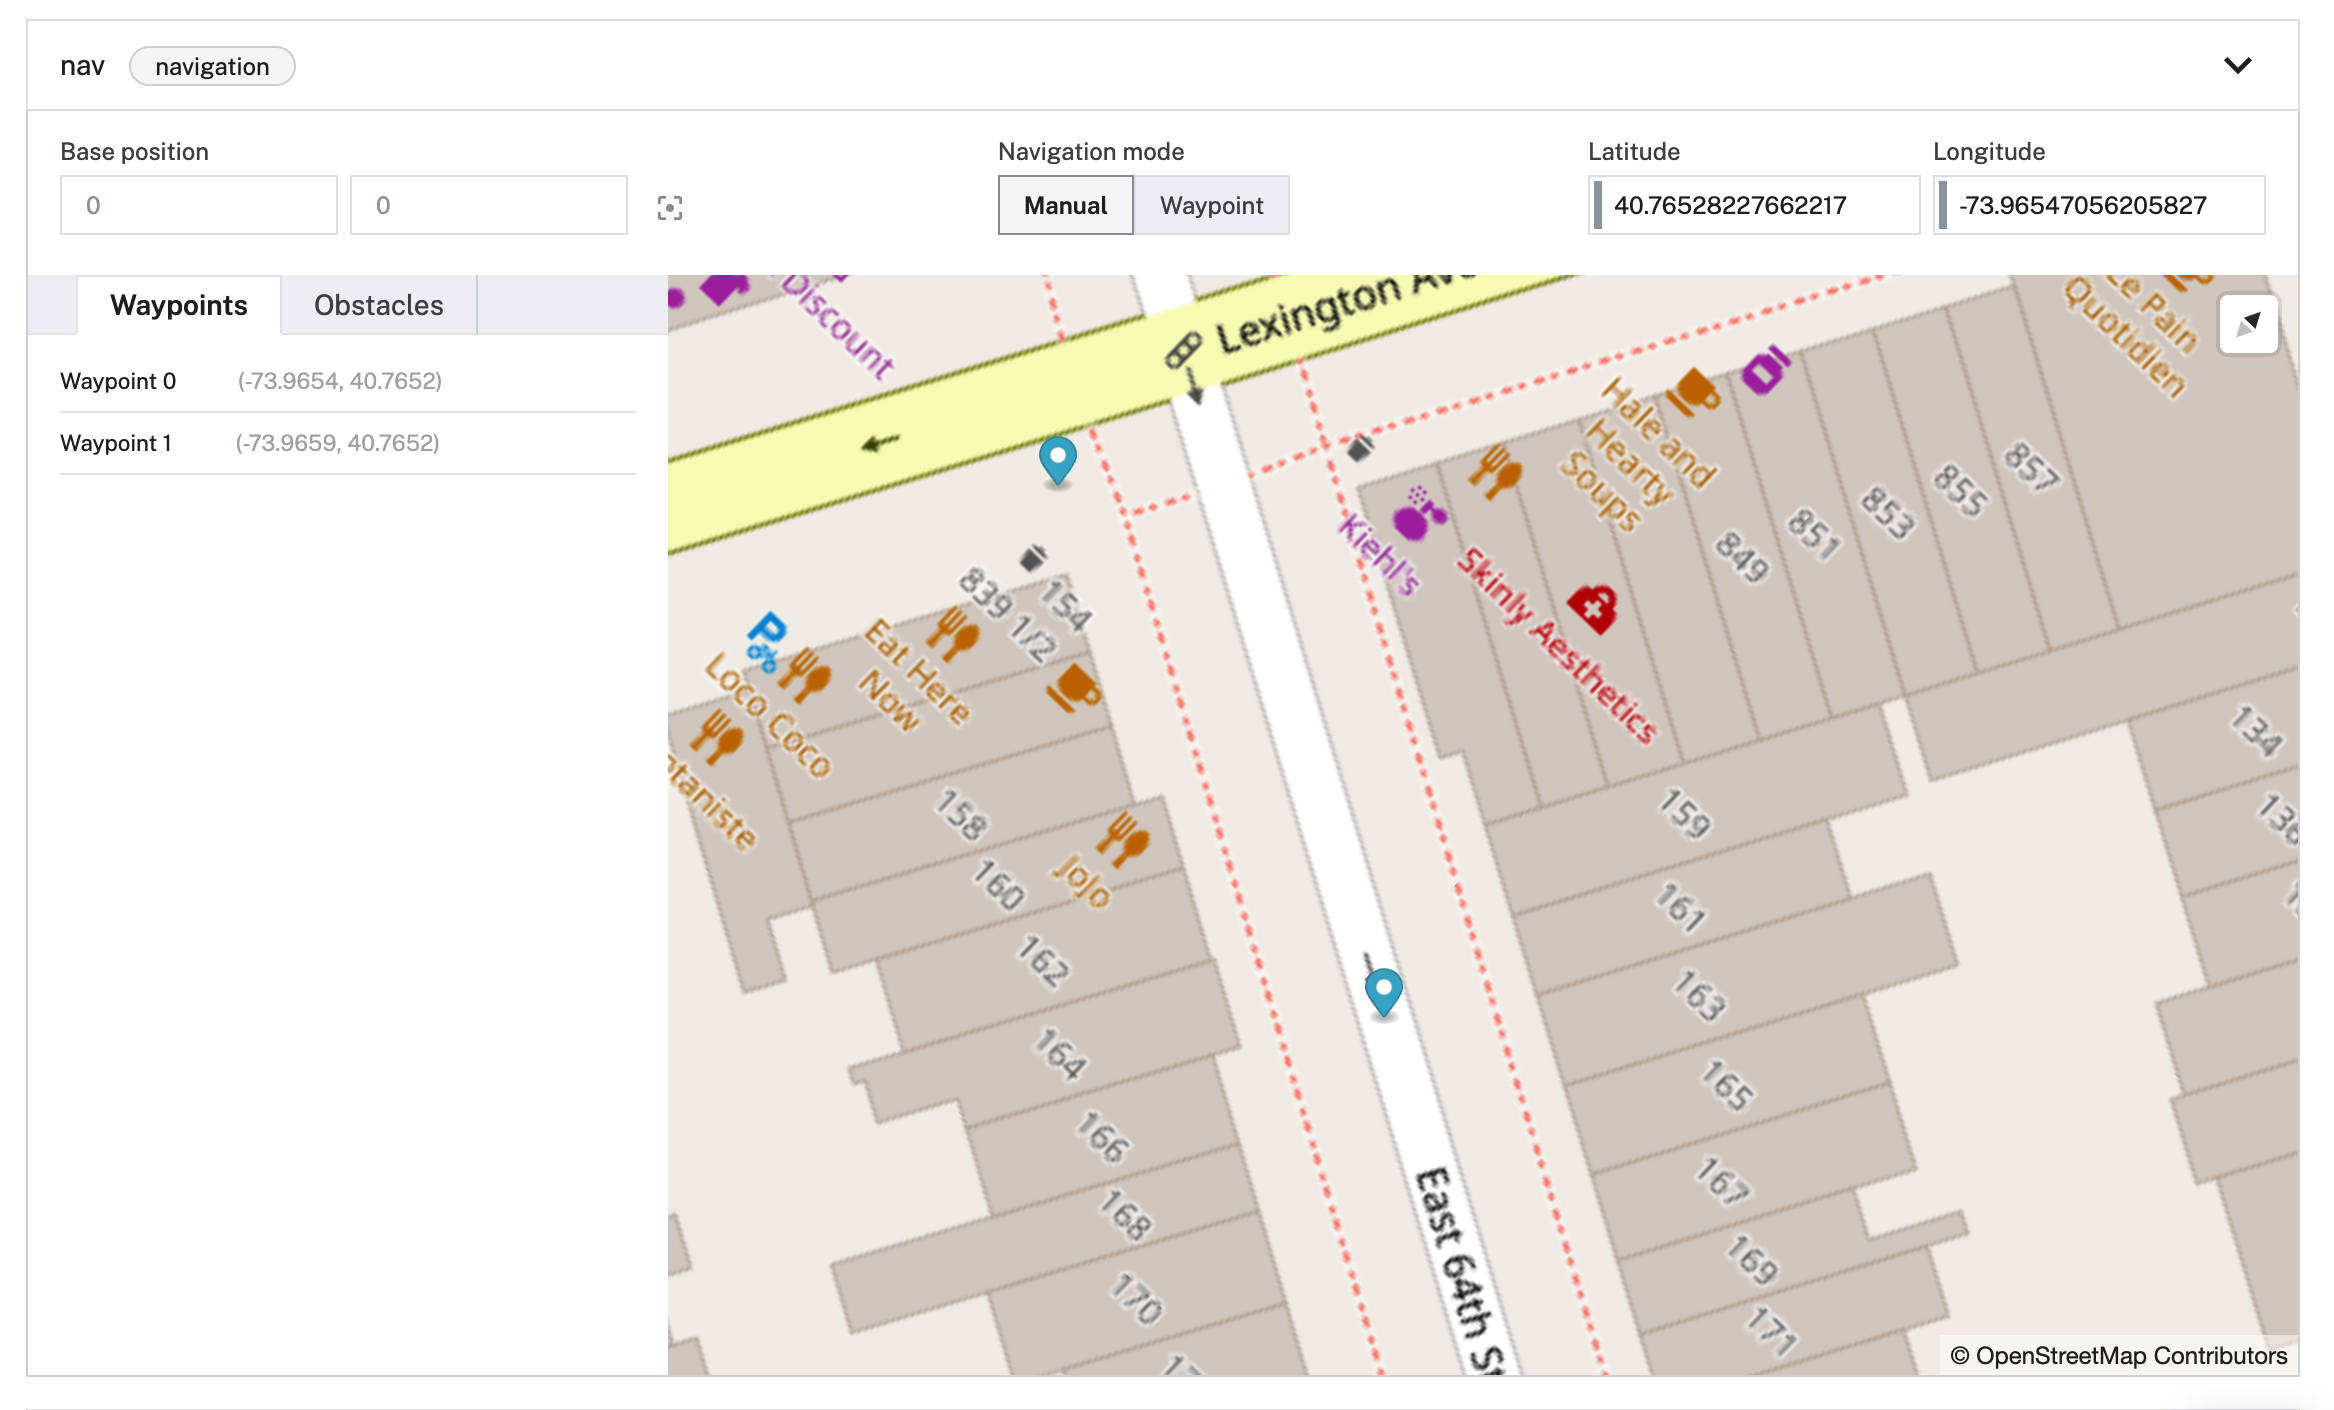 nav navigation
Base position
0 0
Navigation mode
Manual Waypoint
Latitude
40.76528227662217
Longitude
-73.96547056205827
Waypoints Obstacles
Waypoint 0 (-73.9654, 40.7652)
Waypoint 1 (-73.9659, 40.7652)
Discount
Lexington Ave
Le Pain
Quotidien
Hale and
Hearty
Soups
Kiehl's
Skinly Aesthetics
849
851
853
855
857
839 1/2
154
P
Eat Here
Now
Loco Coco
158
160
JoJo
162
164
166
168
170
159
161
163
165
167
169
171
134
136
East 64th St
© OpenStreetMap Contributors